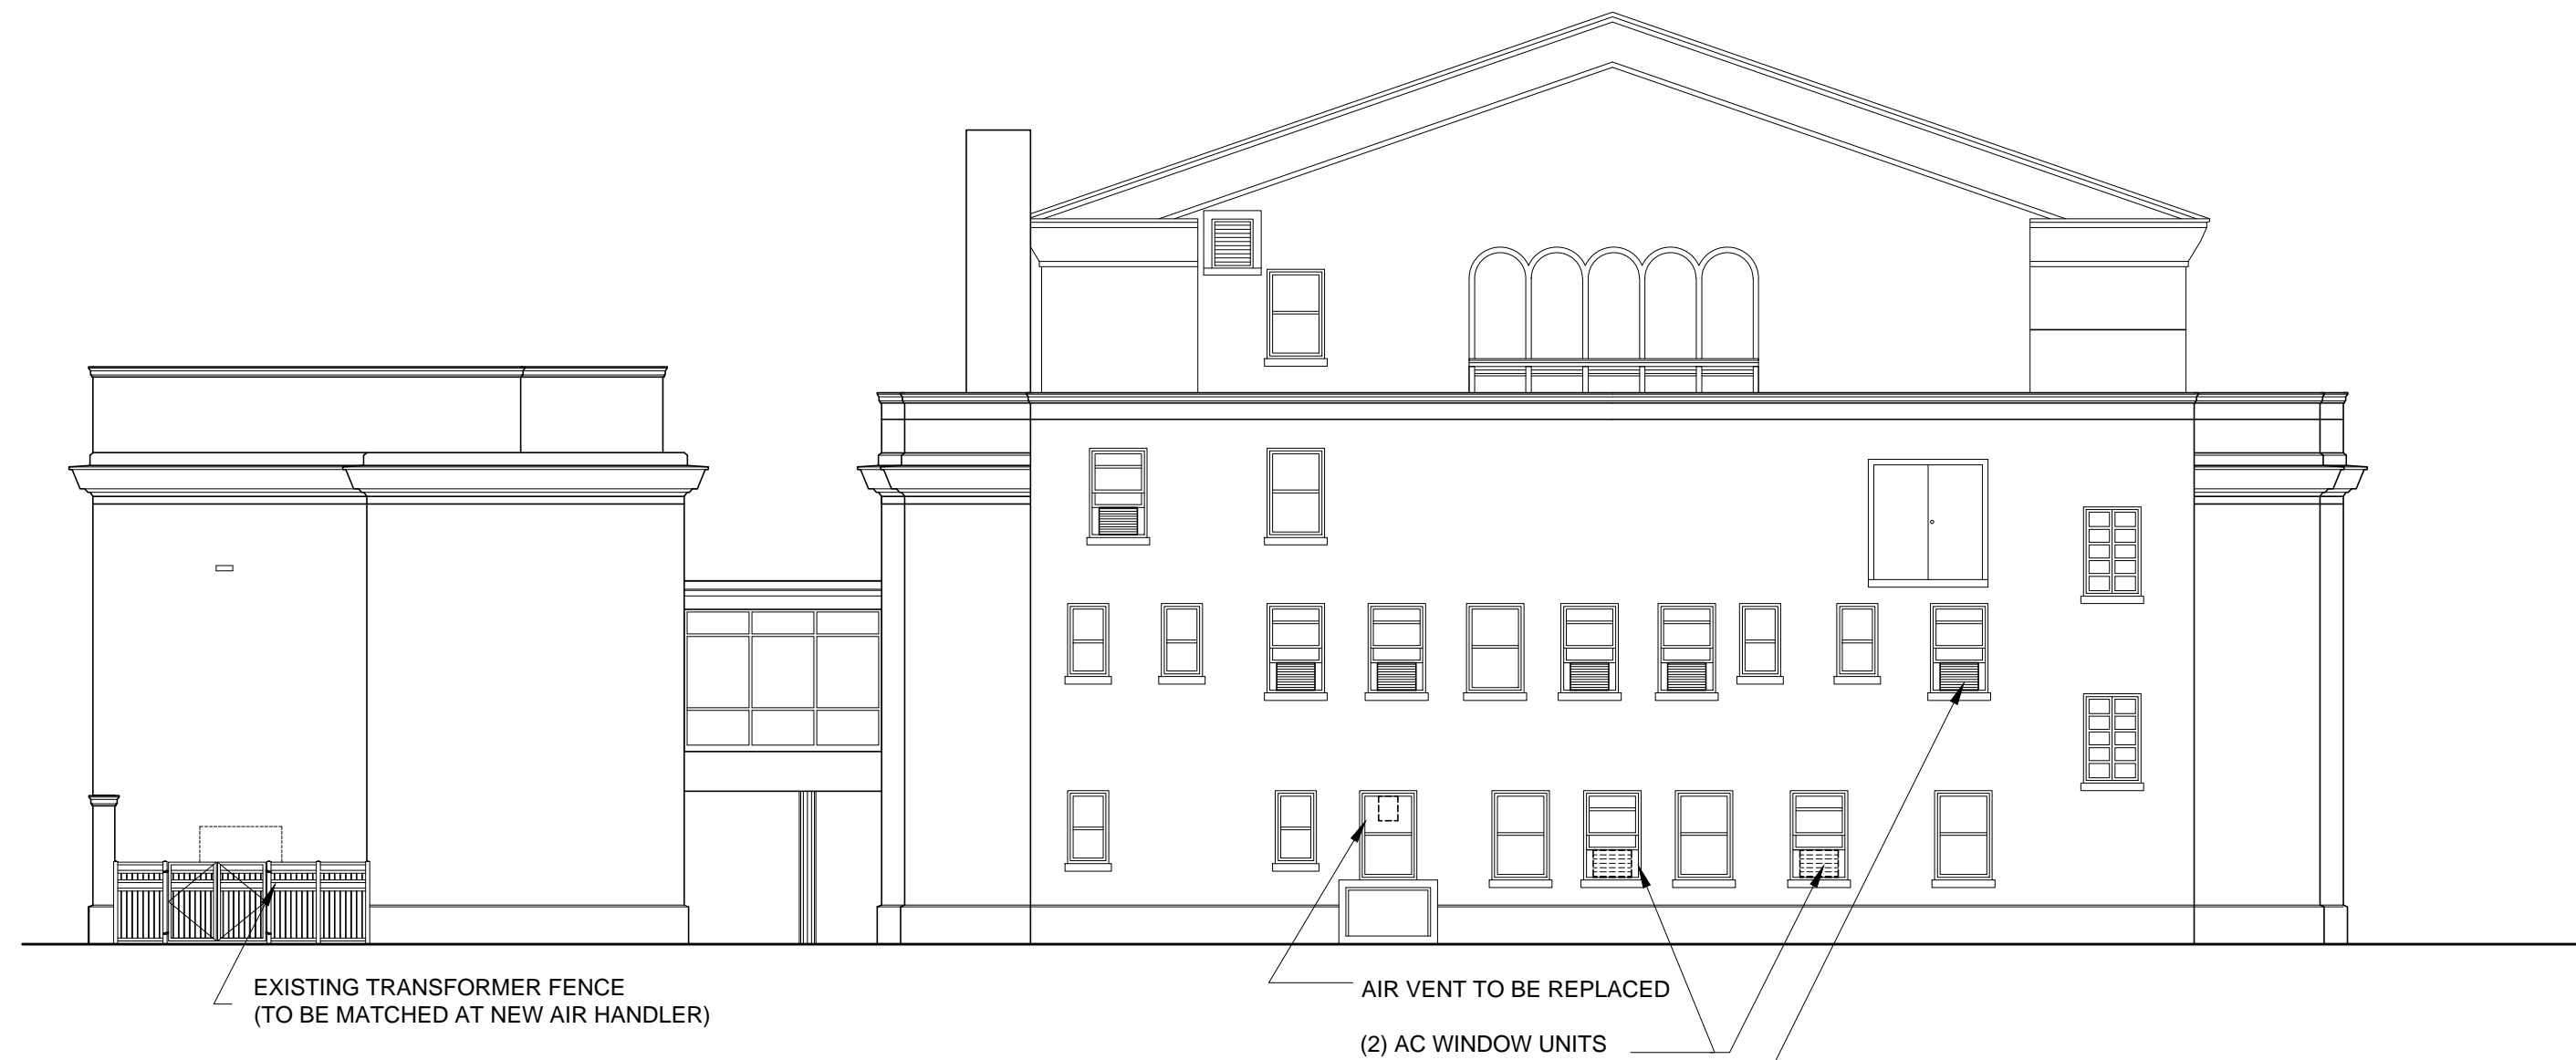 EXISTING TRANSFORMER FENCE
(TO BE MATCHED AT NEW AIR HANDLER)
AIR VENT TO BE REPLACED
(2) AC WINDOW UNITS